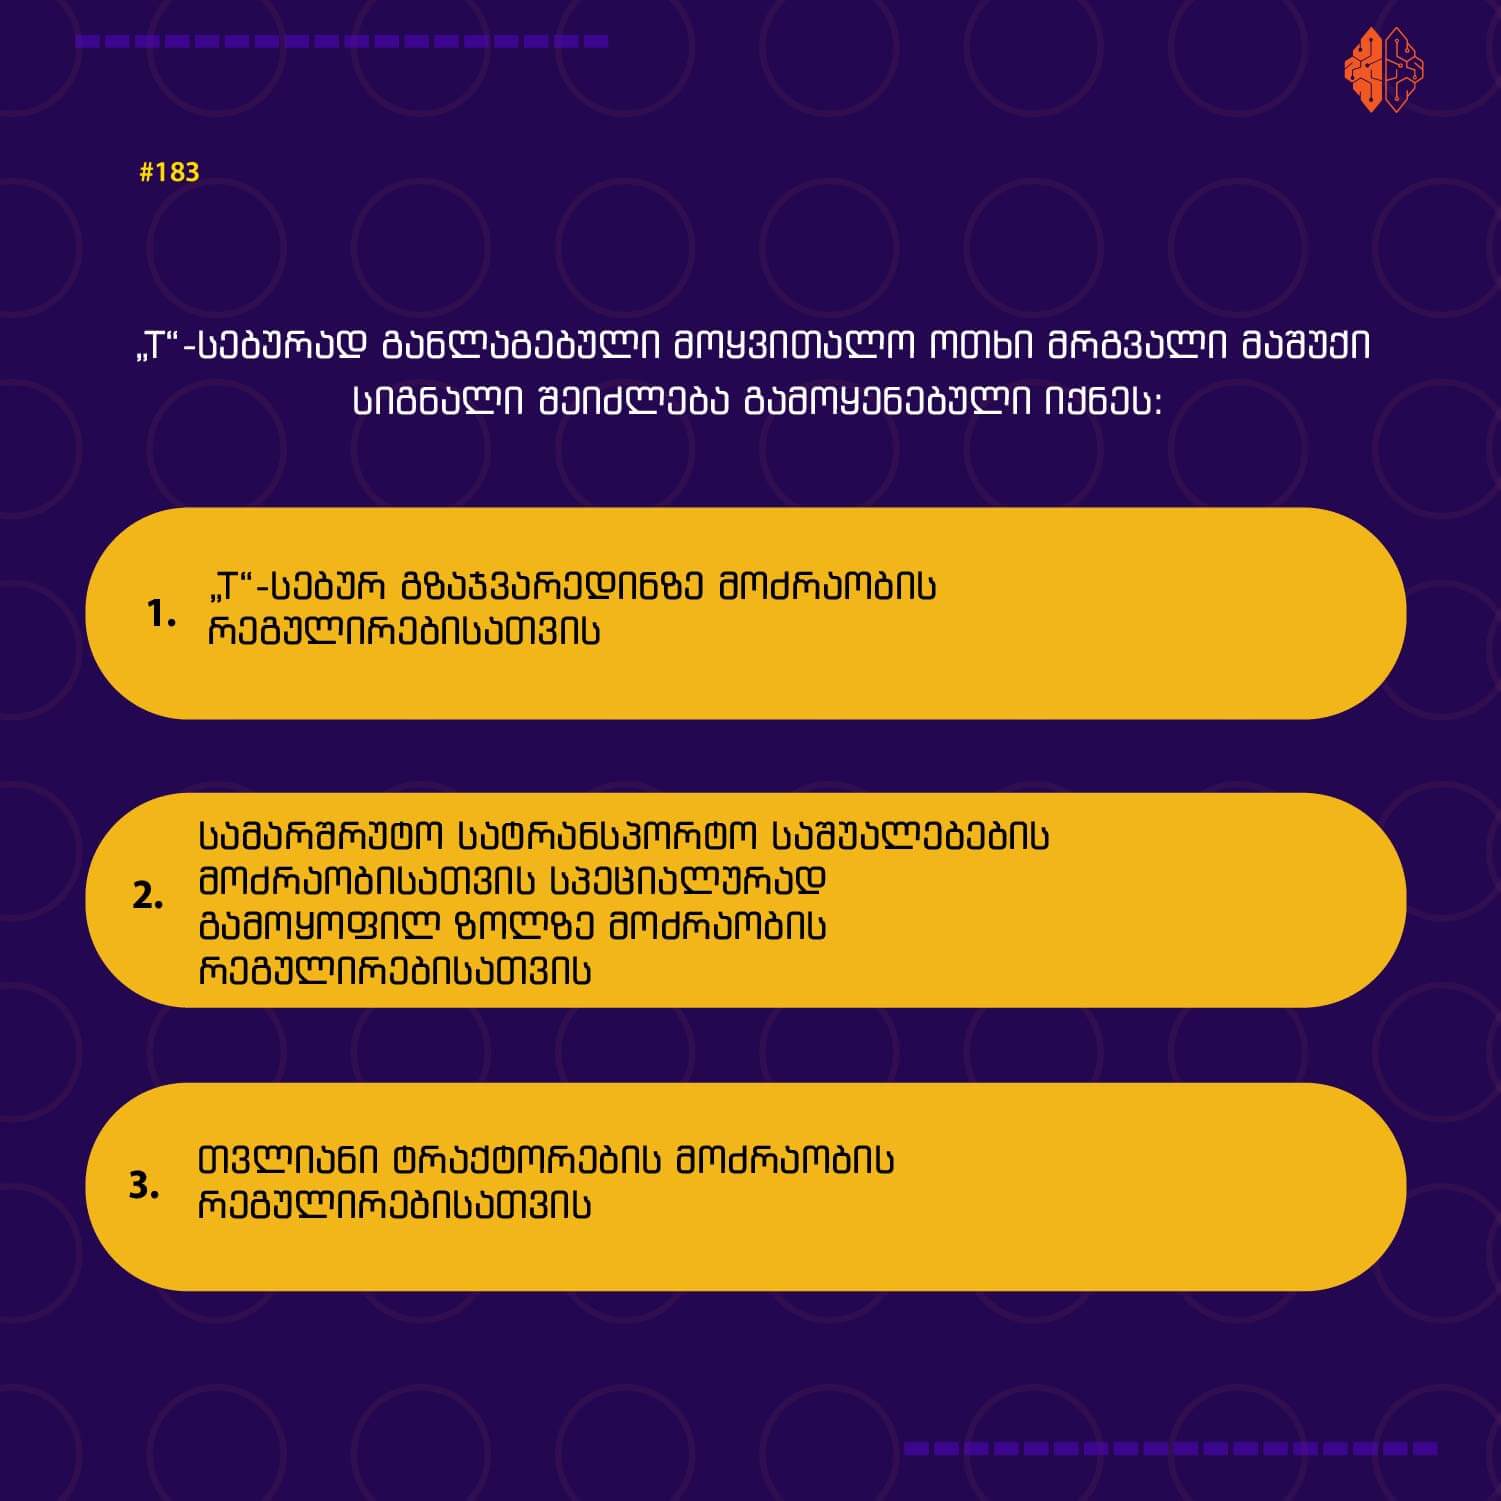 #183
„T“-სებურად განლაგებული მოყვითალო ოთხი მრგვალი მაშუქი
სიგნალი შეიძლება გამოყენებული იქნეს:
1. „T“-სებურ გზაჯვარედინზე მოძრაობის
რეგულირებისათვის
2. სამარშრუტო სატრანსპორტო საშუალებების
მოძრაობისათვის სპეციალურად
გამოყოფილ ზოლზე მოძრაობის
რეგულირებისათვის
3. თვლიანი ტრაქტორების მოძრაობის
რეგულირებისათვის